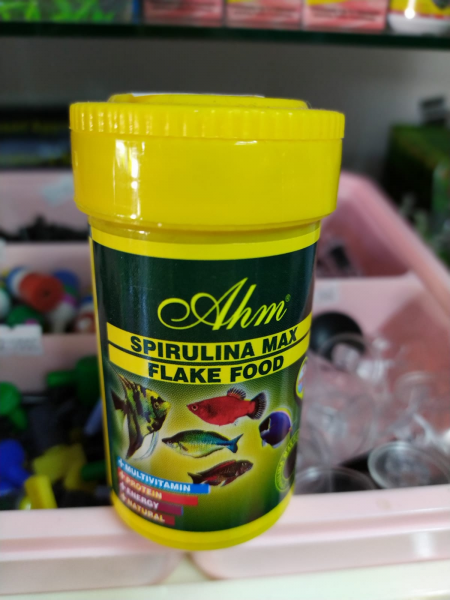 Ahm®
SPIRULINA MAX
FLAKE FOOD
+ MULTIVITAMIN
+ PROTEIN
+ ENERGY
+ NATURAL